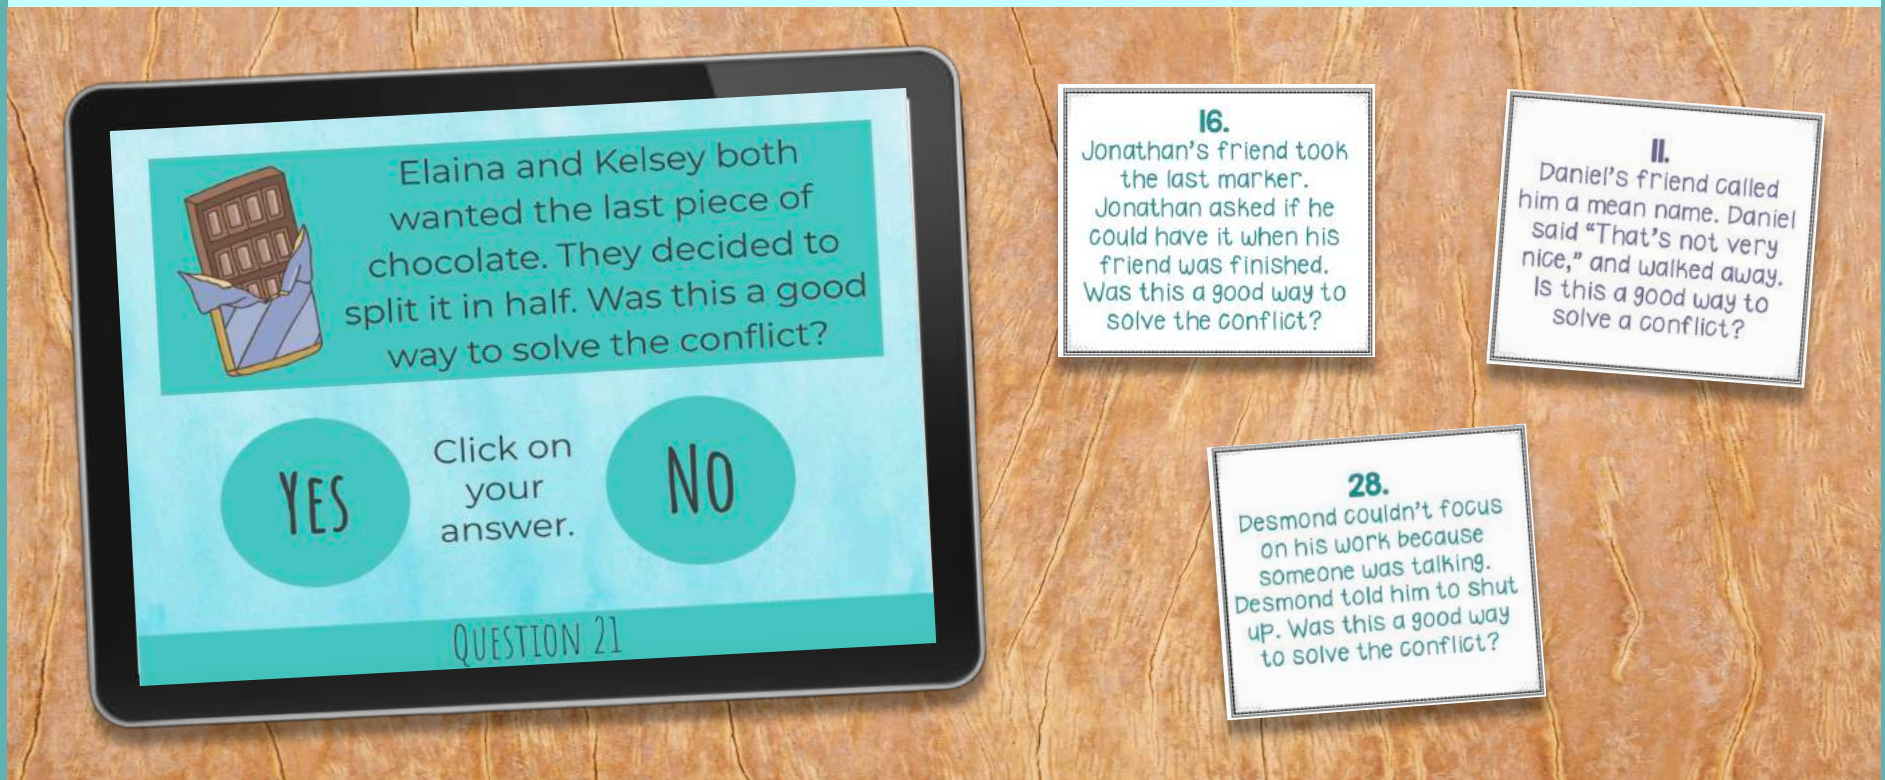 Elaina and Kelsey both
wanted the last piece of
chocolate. They decided to
split it in half. Was this a good
way to solve the conflict?
YES
Click on
your
answer.
NO
QUESTION 21
16.
Jonathan's friend took
the last marker.
Jonathan asked if he
could have it when his
friend was finished.
Was this a good way to
solve the conflict?
11.
Daniel's friend called
him a mean name. Daniel
said "That's not very
nice," and walked away.
Is this a good way to
solve a conflict?
28.
Desmond couldn't focus
on his work because
someone was talking.
Desmond told him to shut
up. Was this a good way
to solve the conflict?